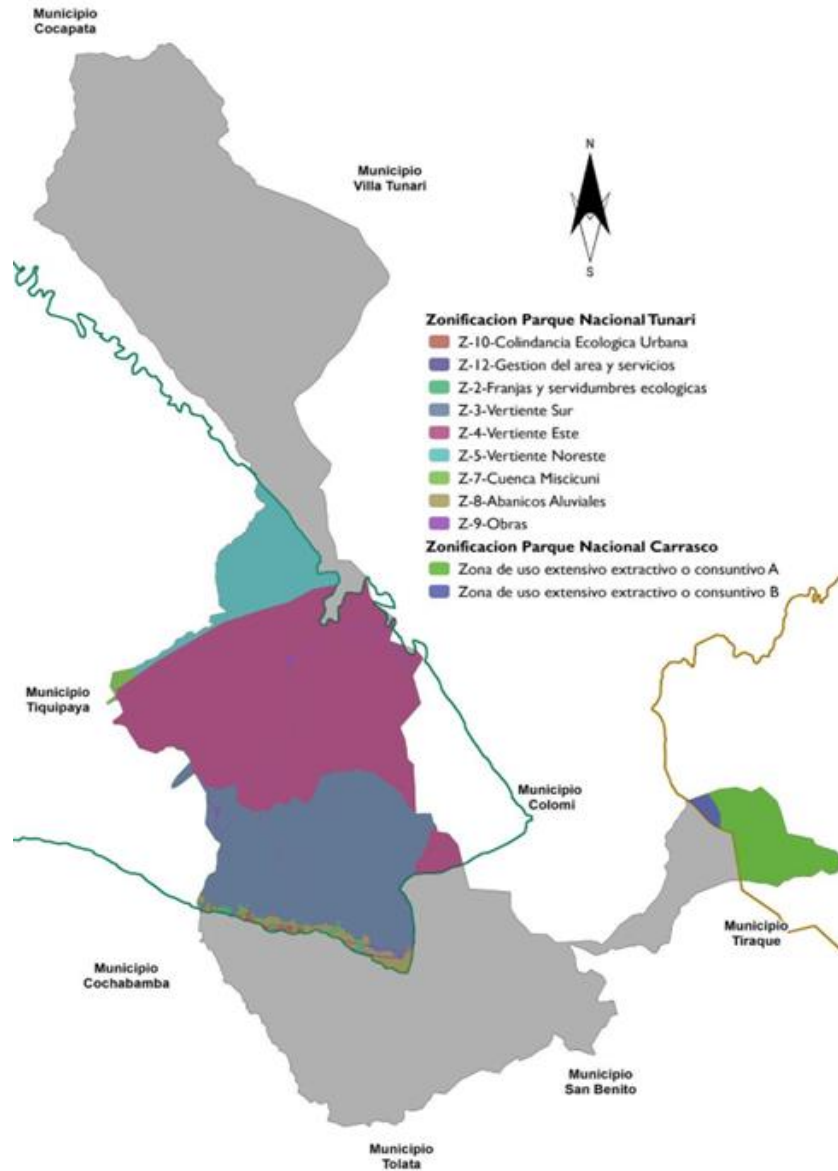 Municipio
Cocapata
Municipio
Villa Tunari
N
S
Zonificacion Parque Nacional Tunari
Z-10-Colindancia Ecologica Urbana
Z-12-Gestion del area y servicios
Z-2-Franjas y servidumbres ecologicas
Z-3-Vertiente Sur
Z-4-Vertiente Este
Z-5-Vertiente Noreste
Z-7-Cuenca Miscicuni
Z-8-Abanicos Aluviales
Z-9-Obras
Zonificacion Parque Nacional Carrasco
Zona de uso extensivo extractivo o consuntivo A
Zona de uso extensivo extractivo o consuntivo B
Municipio
Tiquipaya
Municipio
Colomi
Municipio
Tiraque
Municipio
Cochabamba
Municipio
San Benito
Municipio
Tolata